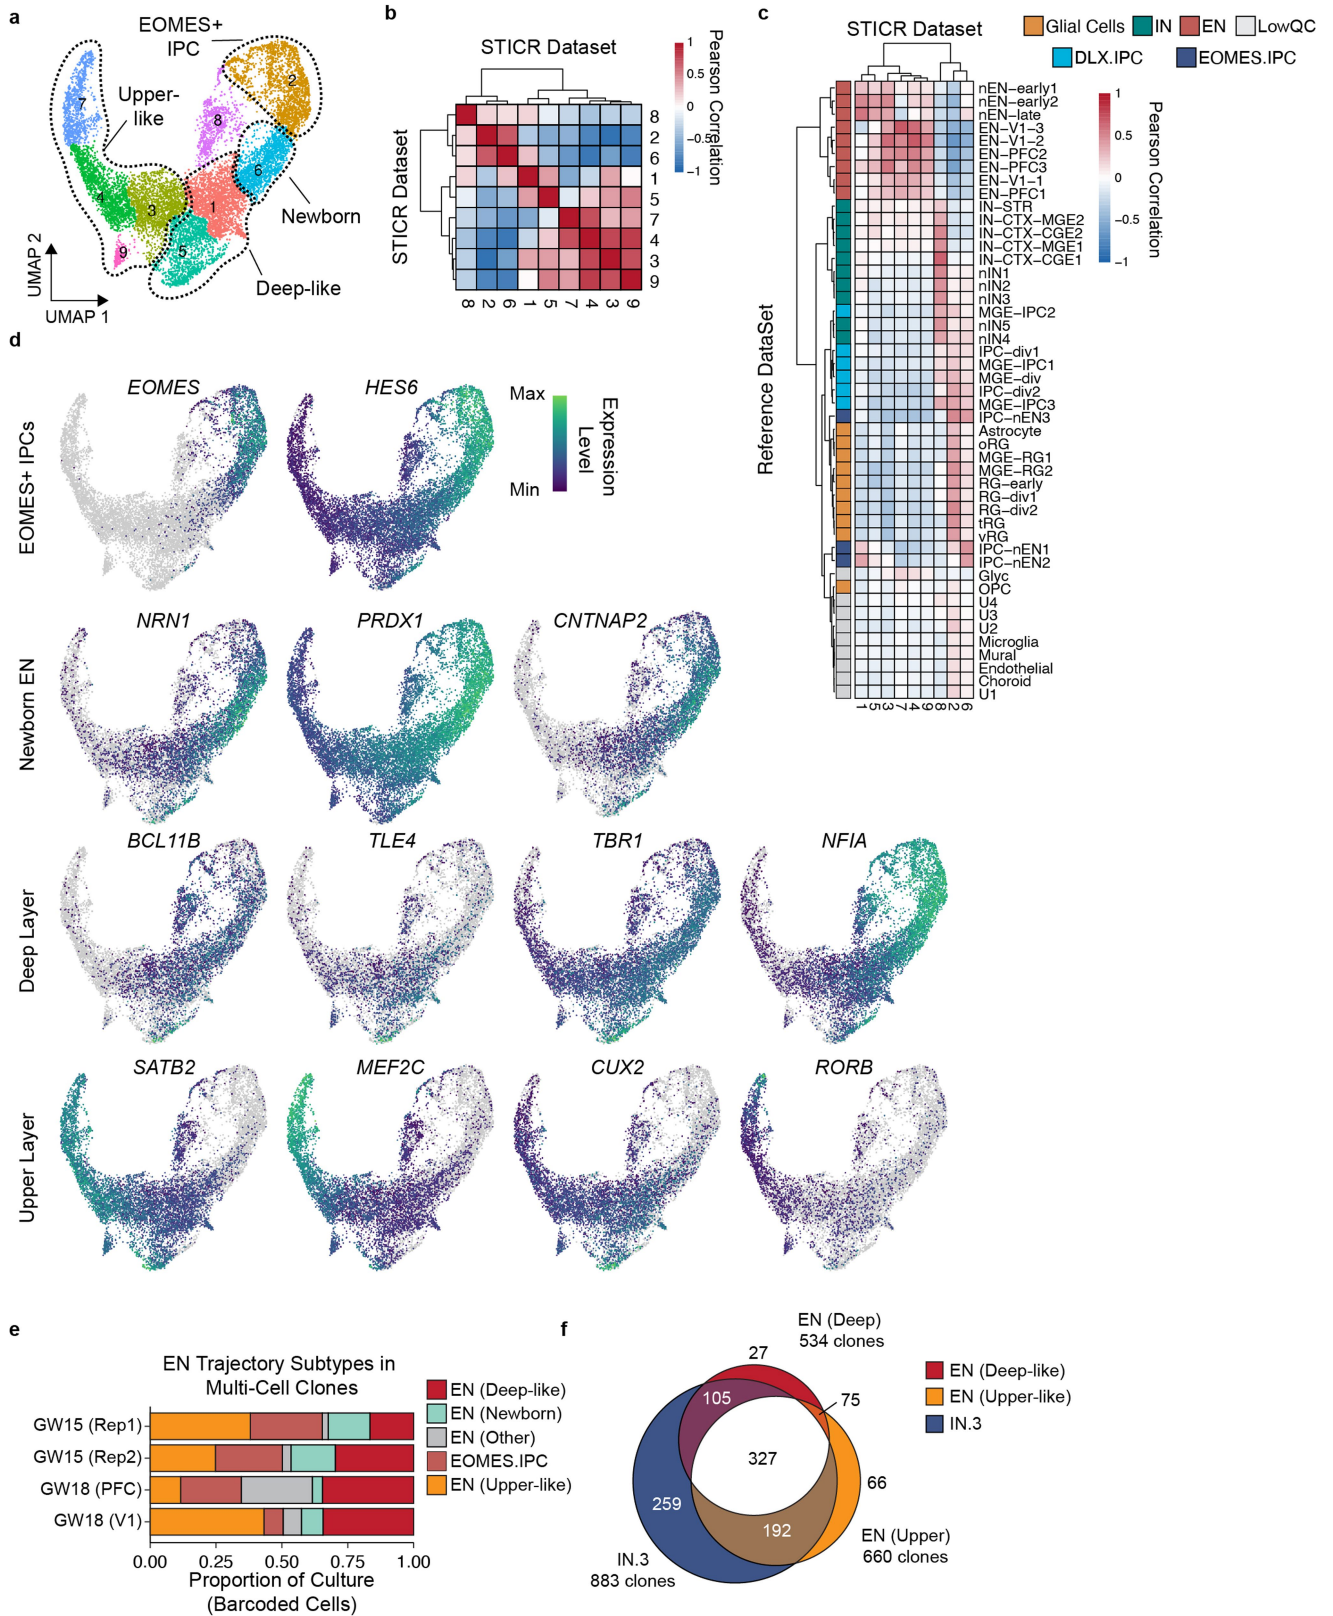 a
EOMES+
IPC
Upper-
like
Newborn
Deep-like
1
2
3
4
5
6
7
8
9
UMAP 2
UMAP 1
b
STICR Dataset
STICR Dataset
8
2
6
1
5
7
4
3
9
8
2
6
1
5
7
4
3
9
1
0.5
0
−0.5
−1
Pearson Correlation
c
STICR Dataset
Glial Cells
IN
EN
LowQC
DLX.IPC
EOMES.IPC
Reference DataSet
nEN−early1
nEN−early2
nEN−late
EN−V1−3
EN−V1−2
EN−PFC2
EN−PFC3
EN−V1−1
EN−PFC1
IN−STR
IN−CTX−MGE2
IN−CTX−CGE2
IN−CTX−MGE1
IN−CTX−CGE1
nIN1
nIN2
nIN3
MGE−IPC2
nIN5
nIN4
IPC−div1
MGE−IPC1
MGE−div
IPC−div2
MGE−IPC3
IPC−nEN3
Astrocyte
oRG
MGE−RG1
MGE−RG2
RG−early
RG−div1
RG−div2
tRG
vRG
IPC−nEN1
IPC−nEN2
Glyc
OPC
U4
U3
U2
Microglia
Mural
Endothelial
Choroid
U1
1
5
3
7
4
9
8
2
6
1
0.5
0
−0.5
−1
Pearson Correlation
d
EOMES+ IPCs
EOMES
HES6
Max
Min
Expression
Level
Newborn EN
NRN1
PRDX1
CNTNAP2
Deep Layer
BCL11B
TLE4
TBR1
NFIA
Upper Layer
SATB2
MEF2C
CUX2
RORB
e
EN Trajectory Subtypes in
Multi-Cell Clones
GW15 (Rep1)
GW15 (Rep2)
GW18 (PFC)
GW18 (V1)
0.00
0.25
0.50
0.75
1.00
Proportion of Culture
(Barcoded Cells)
EN (Deep-like)
EN (Newborn)
EN (Other)
EOMES.IPC
EN (Upper-like)
f
EN (Deep)
534 clones
27
105
75
327
66
259
192
EN (Upper)
660 clones
IN.3
883 clones
EN (Deep-like)
EN (Upper-like)
IN.3